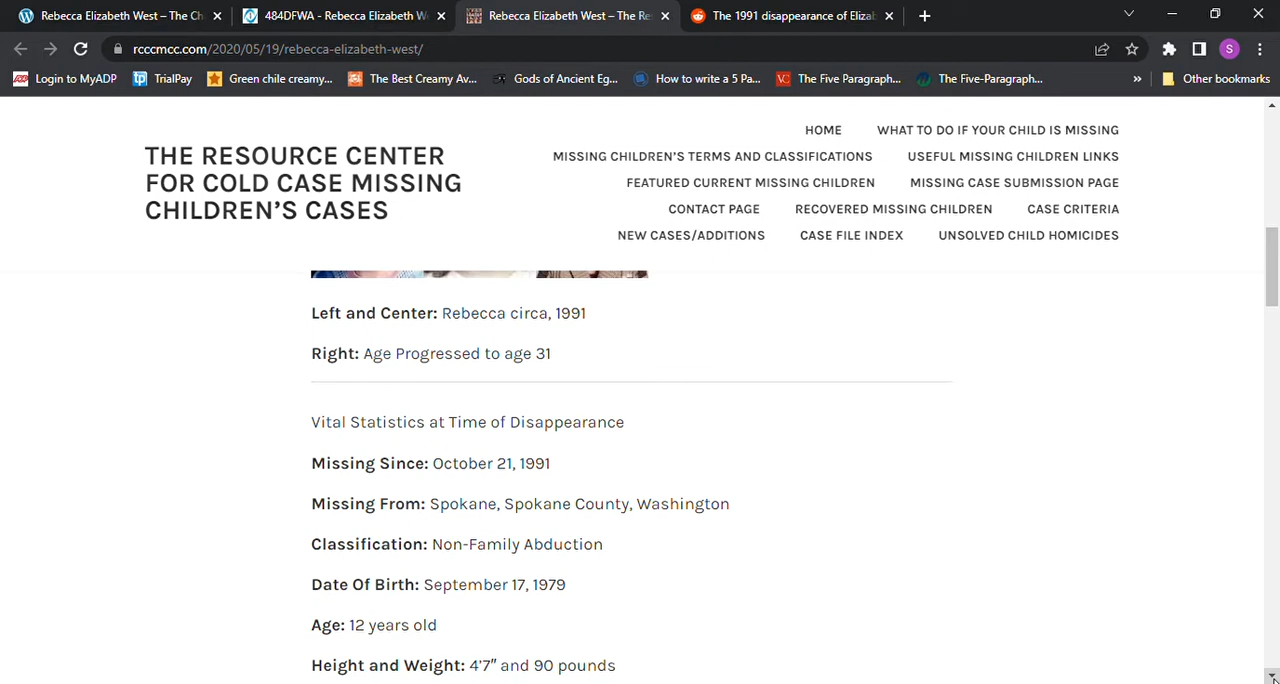 Rebecca Elizabeth West – The Ch
484DFWA - Rebecca Elizabeth W
Rebecca Elizabeth West – The Re
The 1991 disappearance of Elizab
rcccmcc.com/2020/05/19/rebecca-elizabeth-west/
S
Login to MyADP
TrialPay
Green chile creamy...
The Best Creamy Av...
Gods of Ancient Eg...
How to write a 5 Pa...
The Five Paragraph...
The Five-Paragraph...
»
Other bookmarks
THE RESOURCE CENTER
FOR COLD CASE MISSING
CHILDREN'S CASES
HOME WHAT TO DO IF YOUR CHILD IS MISSING
MISSING CHILDREN'S TERMS AND CLASSIFICATIONS USEFUL MISSING CHILDREN LINKS
FEATURED CURRENT MISSING CHILDREN MISSING CASE SUBMISSION PAGE
CONTACT PAGE RECOVERED MISSING CHILDREN CASE CRITERIA
NEW CASES/ADDITIONS CASE FILE INDEX UNSOLVED CHILD HOMICIDES
Left and Center: Rebecca circa, 1991
Right: Age Progressed to age 31
Vital Statistics at Time of Disappearance
Missing Since: October 21, 1991
Missing From: Spokane, Spokane County, Washington
Classification: Non-Family Abduction
Date Of Birth: September 17, 1979
Age: 12 years old
Height and Weight: 4'7″ and 90 pounds